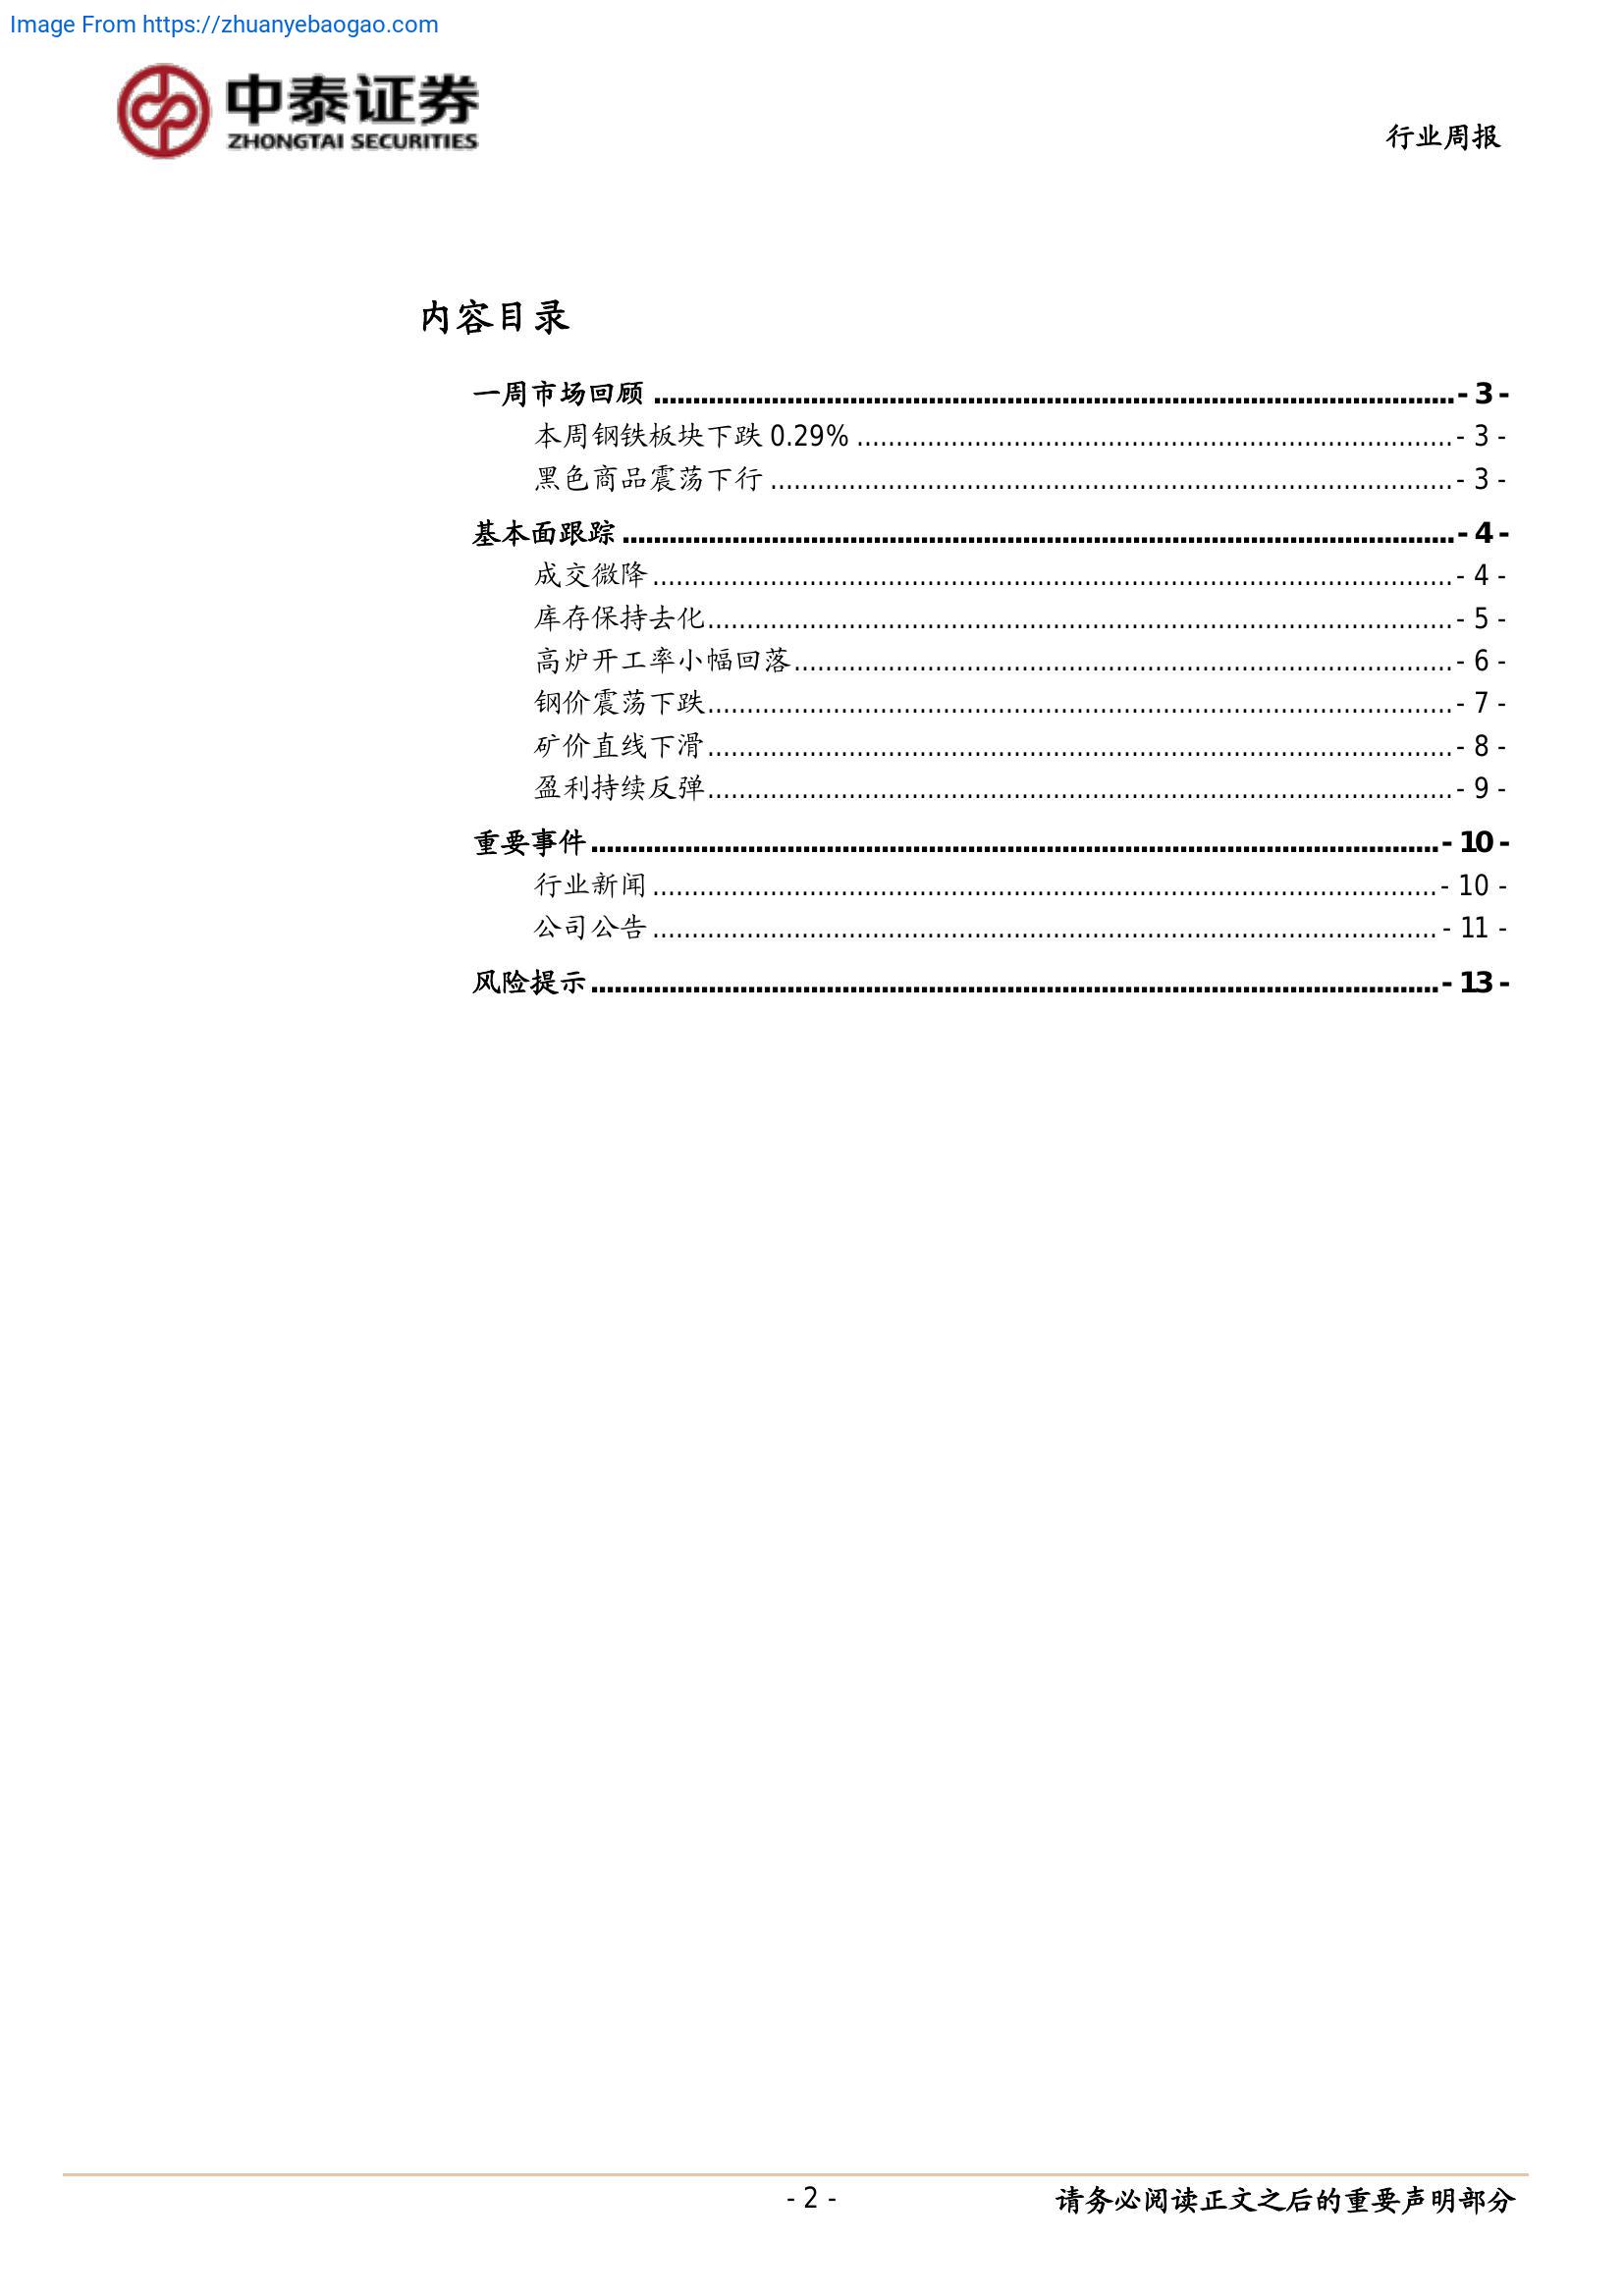 Image From https://zhuanyebaogao.com
中泰证券
ZHONGTAI SECURITIES
行业周报
内容目录
一周市场回顾 ........................................ - 3 -
本周钢铁板块下跌 0.29% ........................................ - 3 -
黑色商品震荡下行 ........................................ - 3 -
基本面跟踪 ........................................ - 4 -
成交微降 ........................................ - 4 -
库存保持去化 ........................................ - 5 -
高炉开工率小幅回落 ........................................ - 6 -
钢价震荡下跌 ........................................ - 7 -
矿价直线下滑 ........................................ - 8 -
盈利持续反弹 ........................................ - 9 -
重要事件 ........................................ - 10 -
行业新闻 ........................................ - 10 -
公司公告 ........................................ - 11 -
风险提示 ........................................ - 13 -
- 2 -
请务必阅读正文之后的重要声明部分